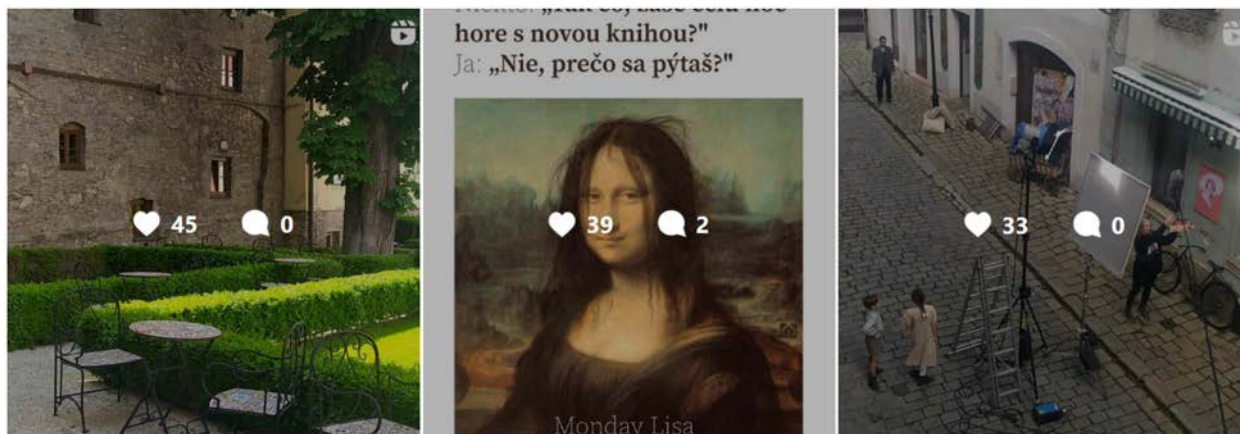 hore s novou knihou?"
Ja: „Nie, prečo sa pýtaš?"
45 0
39 2
33 0
Monday Lisa